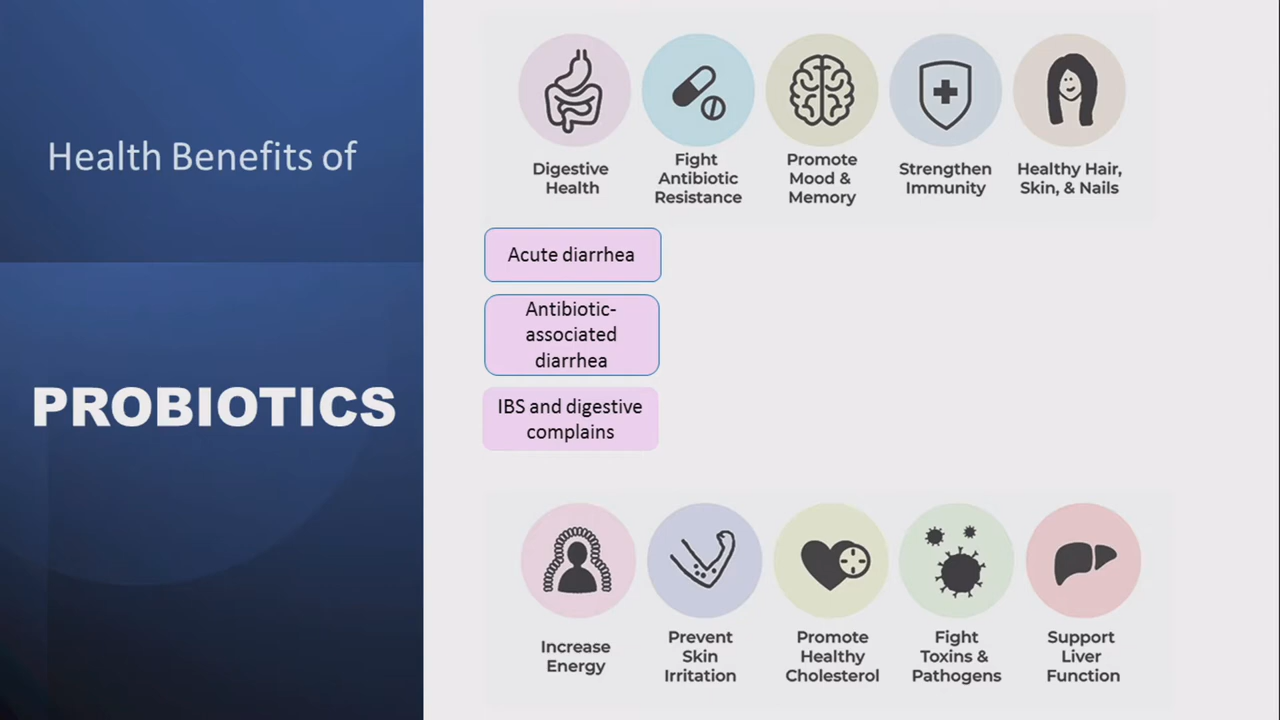 Health Benefits of
PROBIOTICS
Digestive
Health
Fight
Antibiotic
Resistance
Promote
Mood &
Memory
Strengthen
Immunity
Healthy Hair,
Skin, & Nails
Acute diarrhea
Antibiotic-
associated
diarrhea
IBS and digestive
complains
Increase
Energy
Prevent
Skin
Irritation
Promote
Healthy
Cholesterol
Fight
Toxins &
Pathogens
Support
Liver
Function